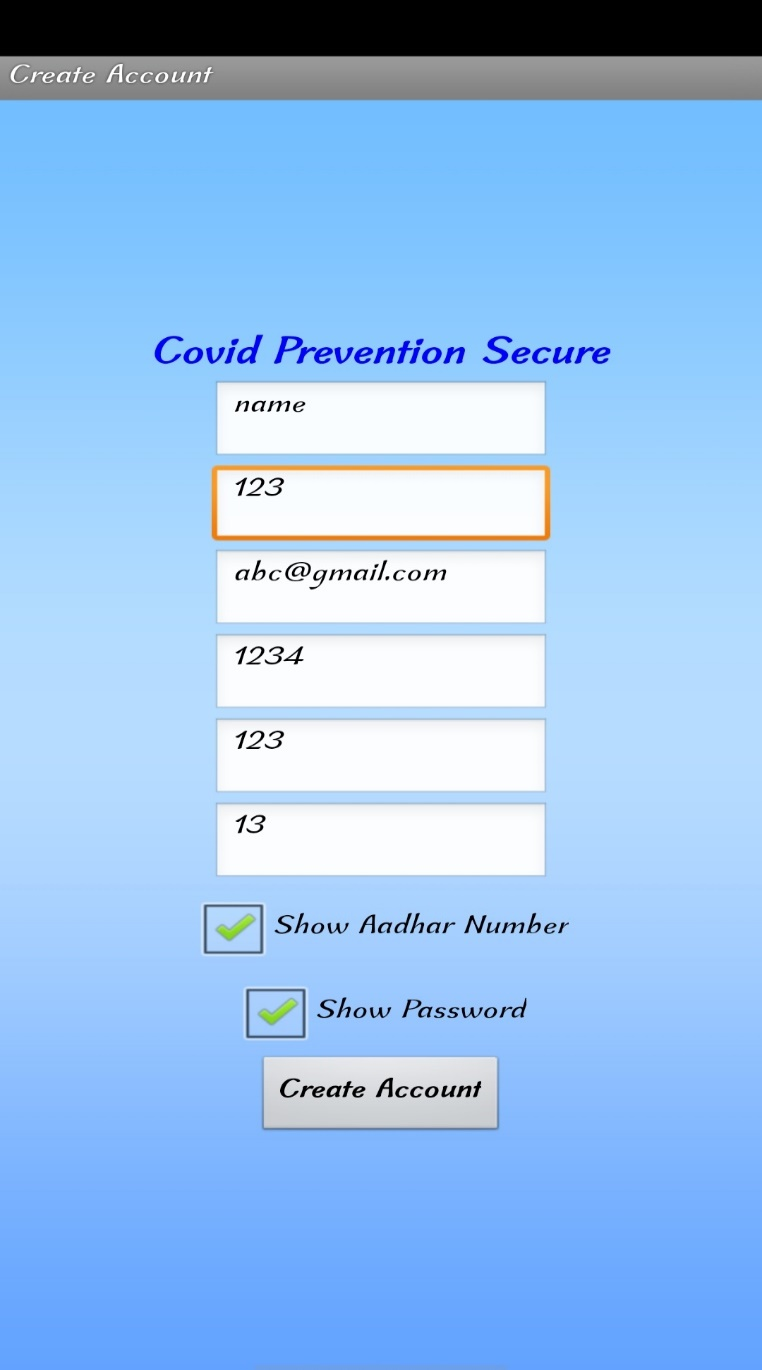 Create Account
Covid Prevention Secure
name
123
abc@gmail.com
1234
123
13
Show Aadhar Number
Show Password
Create Account